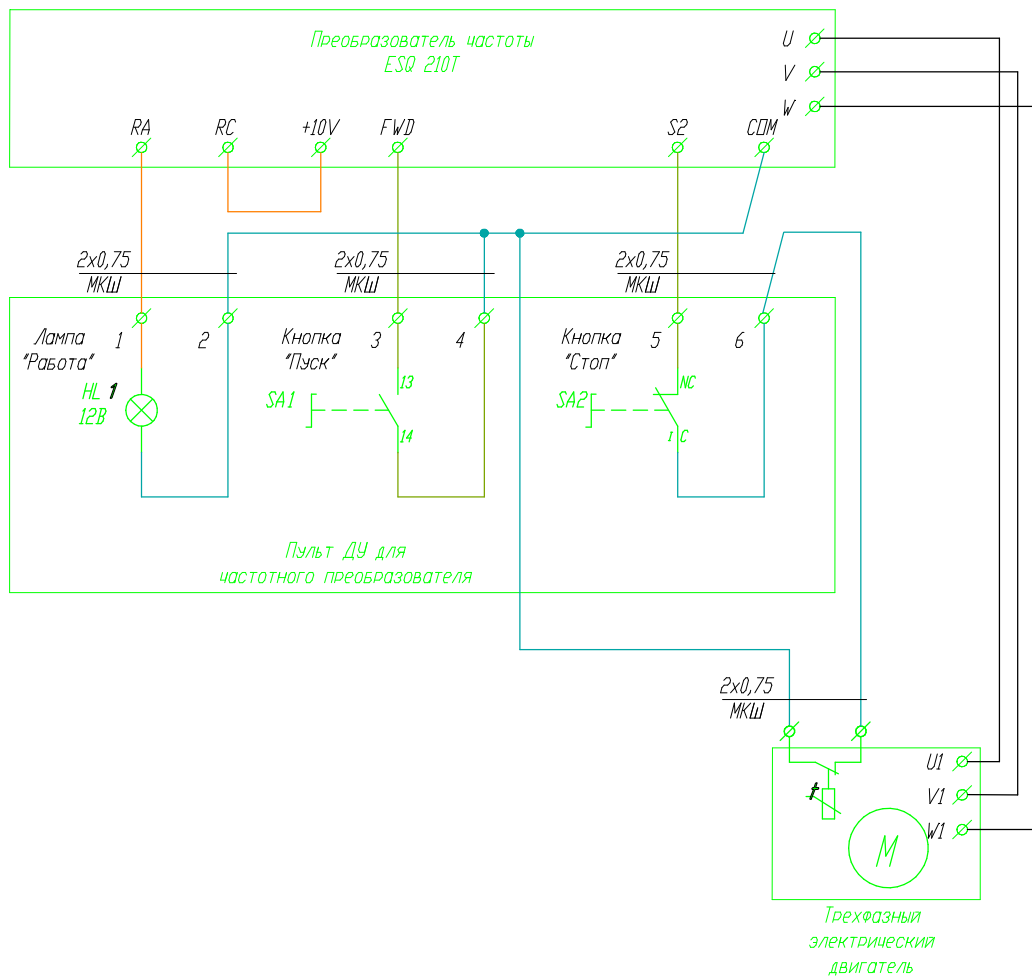 Преобразователь частоты
ESQ 210T
U
V
W
RA
RC
+10V
FWD
S2
COM
2x0,75
МКШ
2x0,75
МКШ
2x0,75
МКШ
Лампа
"Работа"
1
2
Кнопка
"Пуск"
3
4
Кнопка
"Стоп"
5
6
HL 1
12В
SA1
13
14
SA2
NC
1 C
Пульт ДУ для
частотного преобразователя
2x0,75
МКШ
U1
V1
W1
t
M
Трехфазный
электрический
двигатель